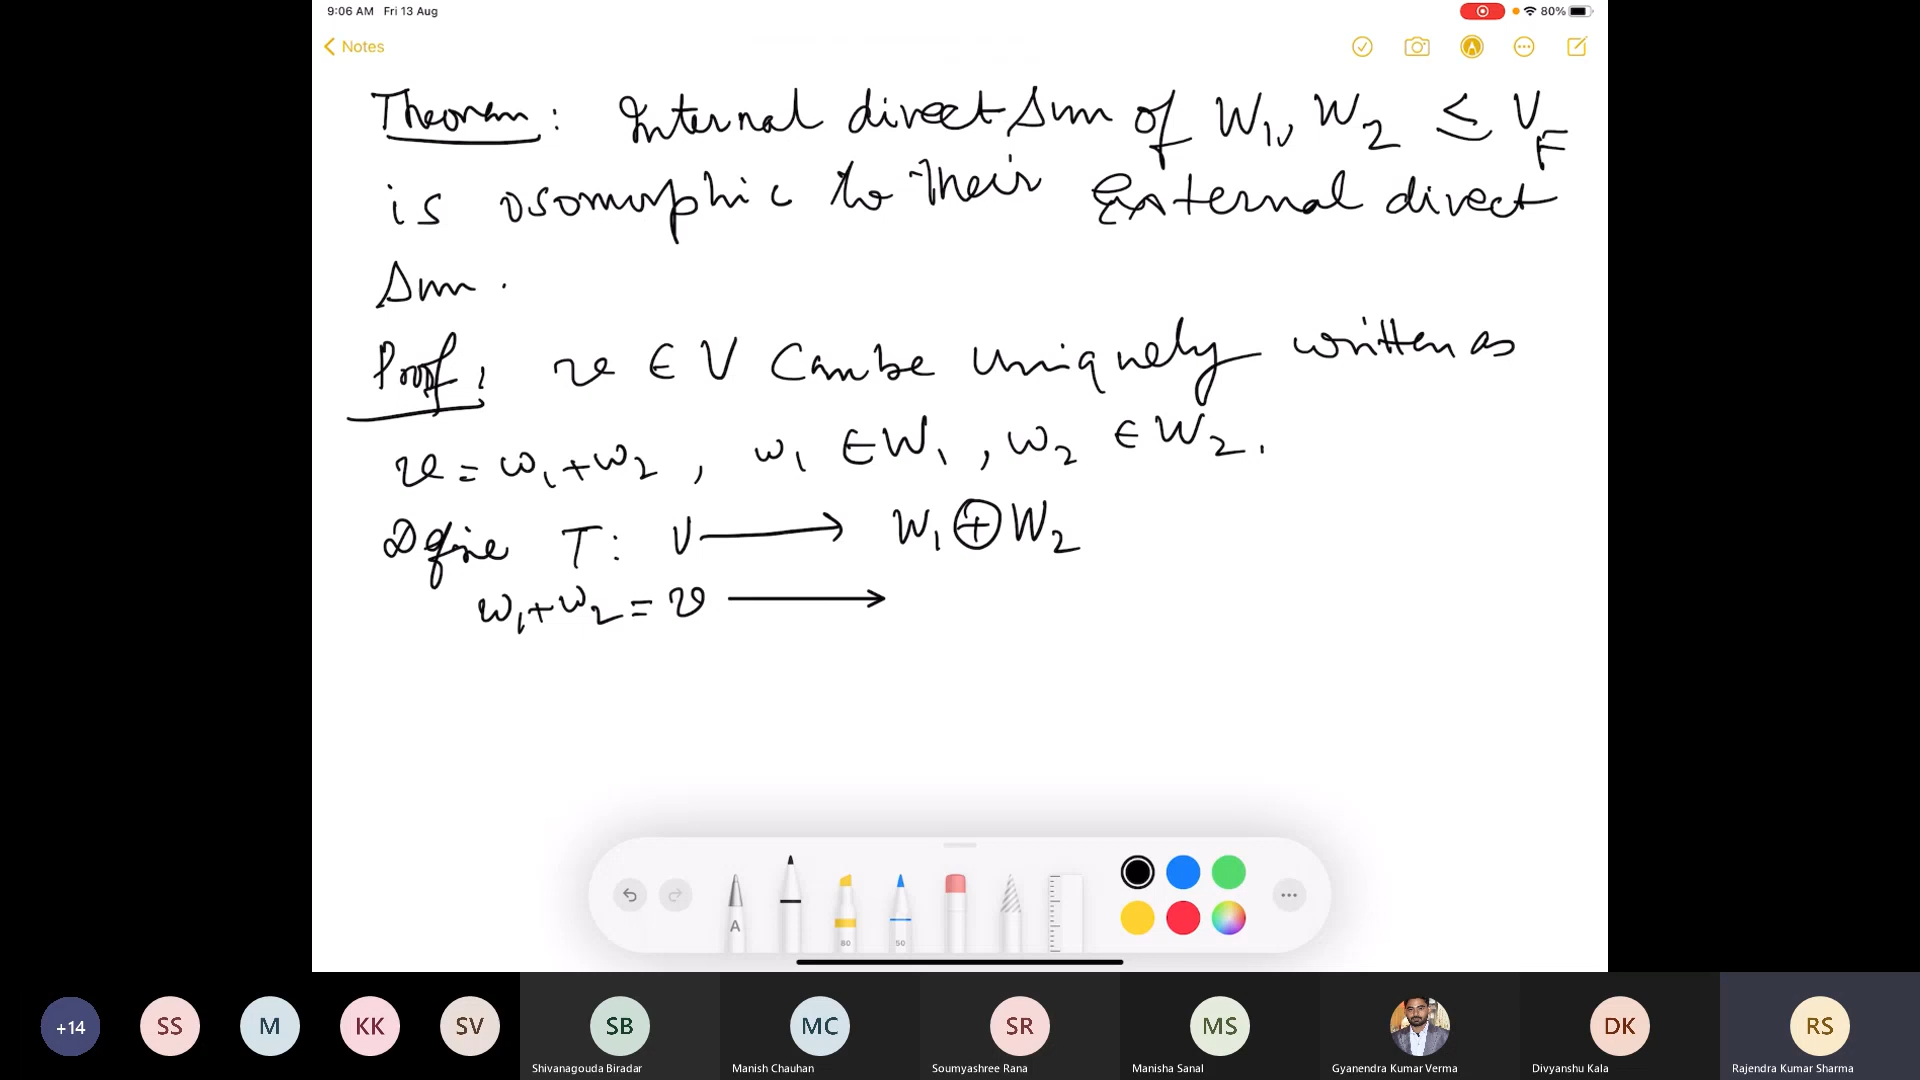 9:06 AM Fri 13 Aug
80%
Notes
Theorem: Internal direct sum of W₁, W₂ ≤ V_F
is isomorphic to their External direct
sum.
Proof: v ∈ V can be uniquely written as
v = w₁ + w₂, w₁ ∈ W₁, w₂ ∈ W₂.
Define T: V ⟶ W₁ ⊕ W₂
w₁ + w₂ = v ⟶
A 80 50
+14 SS M KK SV SB MC SR MS DK RS
Shivanagouda Biradar Manish Chauhan Soumyashree Rana Manisha Sanal Gyanendra Kumar Verma Divyanshu Kala Rajendra Kumar Sharma